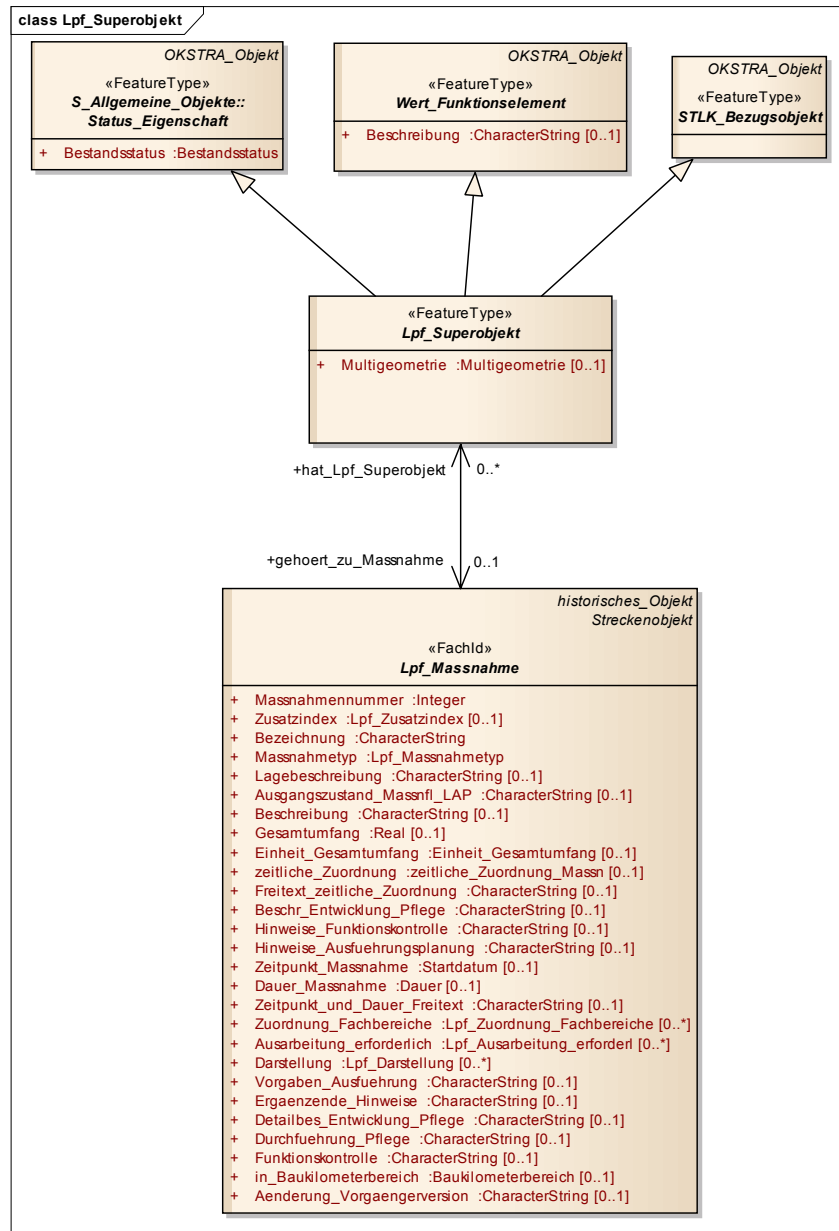 class Lpf_Superobjekt
OKSTRA_Objekt
«FeatureType»
S_Allgemeine_Objekte::
Status_Eigenschaft
+ Bestandsstatus :Bestandsstatus
OKSTRA_Objekt
«FeatureType»
Wert_Funktionselement
+ Beschreibung :CharacterString [0..1]
OKSTRA_Objekt
«FeatureType»
STLK_Bezugsobjekt
«FeatureType»
Lpf_Superobjekt
+ Multigeometrie :Multigeometrie [0..1]
+hat_Lpf_Superobjekt 0..*
+gehoert_zu_Massnahme 0..1
historisches_Objekt
Streckenobjekt
«FachId»
Lpf_Massnahme
+ Massnahmennummer :Integer
+ Zusatzindex :Lpf_Zusatzindex [0..1]
+ Bezeichnung :CharacterString
+ Massnahmetyp :Lpf_Massnahmetyp
+ Lagebeschreibung :CharacterString [0..1]
+ Ausgangszustand_Massnfl_LAP :CharacterString [0..1]
+ Beschreibung :CharacterString [0..1]
+ Gesamtumfang :Real [0..1]
+ Einheit_Gesamtumfang :Einheit_Gesamtumfang [0..1]
+ zeitliche_Zuordnung :zeitliche_Zuordnung_Massn [0..1]
+ Freitext_zeitliche_Zuordnung :CharacterString [0..1]
+ Beschr_Entwicklung_Pflege :CharacterString [0..1]
+ Hinweise_Funktionskontrolle :CharacterString [0..1]
+ Hinweise_Ausfuehrungsplanung :CharacterString [0..1]
+ Zeitpunkt_Massnahme :Startdatum [0..1]
+ Dauer_Massnahme :Dauer [0..1]
+ Zeitpunkt_und_Dauer_Freitext :CharacterString [0..1]
+ Zuordnung_Fachbereiche :Lpf_Zuordnung_Fachbereiche [0..*]
+ Ausarbeitung_erforderlich :Lpf_Ausarbeitung_erforderl [0..*]
+ Darstellung :Lpf_Darstellung [0..*]
+ Vorgaben_Ausfuehrung :CharacterString [0..1]
+ Ergaenzende_Hinweise :CharacterString [0..1]
+ Detailbes_Entwicklung_Pflege :CharacterString [0..1]
+ Durchfuehrung_Pflege :CharacterString [0..1]
+ Funktionskontrolle :CharacterString [0..1]
+ in_Baukilometerbereich :Baukilometerbereich [0..1]
+ Aenderung_Vorgaengerversion :CharacterString [0..1]